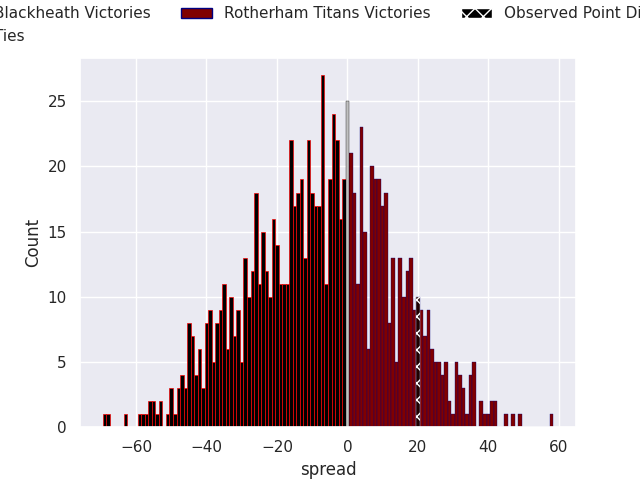 Blackheath Victories Rotherham Titans Victories Observed Point Di
Ties
25
20
15
10
5
0
Count
−60 −40 −20 0 20 40 60
spread